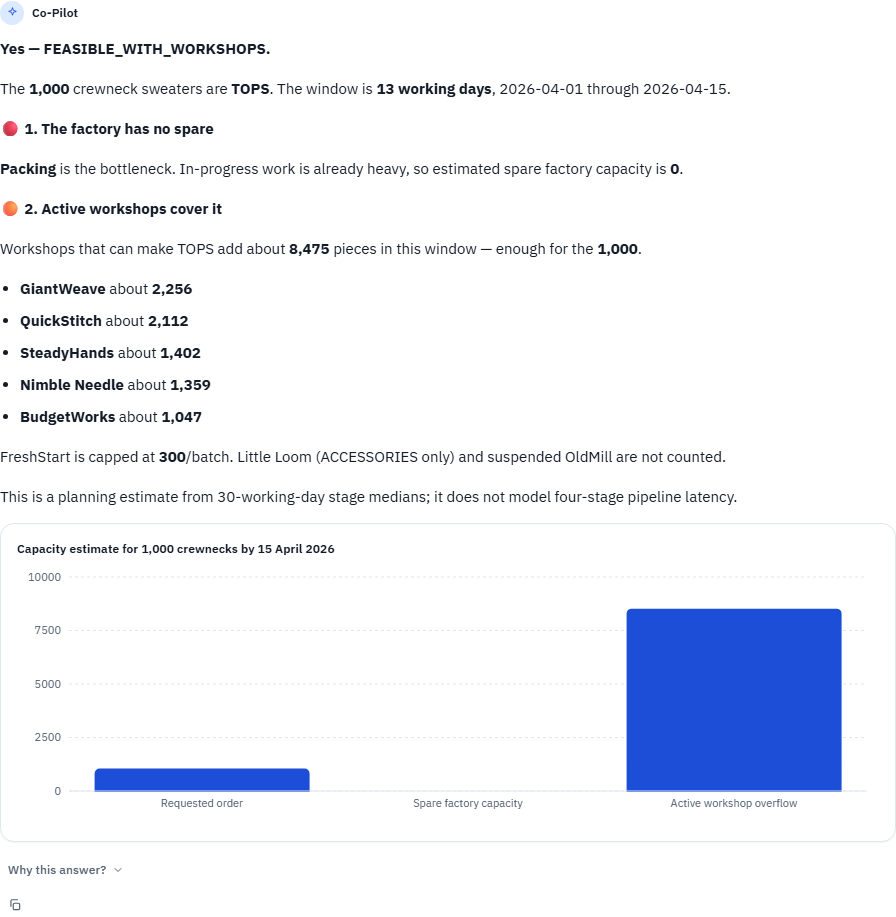 Co-Pilot
Yes — FEASIBLE_WITH_WORKSHOPS.
The 1,000 crewneck sweaters are TOPS. The window is 13 working days, 2026-04-01 through 2026-04-15.
1. The factory has no spare
Packing is the bottleneck. In-progress work is already heavy, so estimated spare factory capacity is 0.
2. Active workshops cover it
Workshops that can make TOPS add about 8,475 pieces in this window — enough for the 1,000.
• GiantWeave about 2,256
• QuickStitch about 2,112
• SteadyHands about 1,402
• Nimble Needle about 1,359
• BudgetWorks about 1,047
FreshStart is capped at 300/batch. Little Loom (ACCESSORIES only) and suspended OldMill are not counted.
This is a planning estimate from 30-working-day stage medians; it does not model four-stage pipeline latency.
Capacity estimate for 1,000 crewnecks by 15 April 2026
10000
7500
5000
2500
0
Requested order
Spare factory capacity
Active workshop overflow
Why this answer?